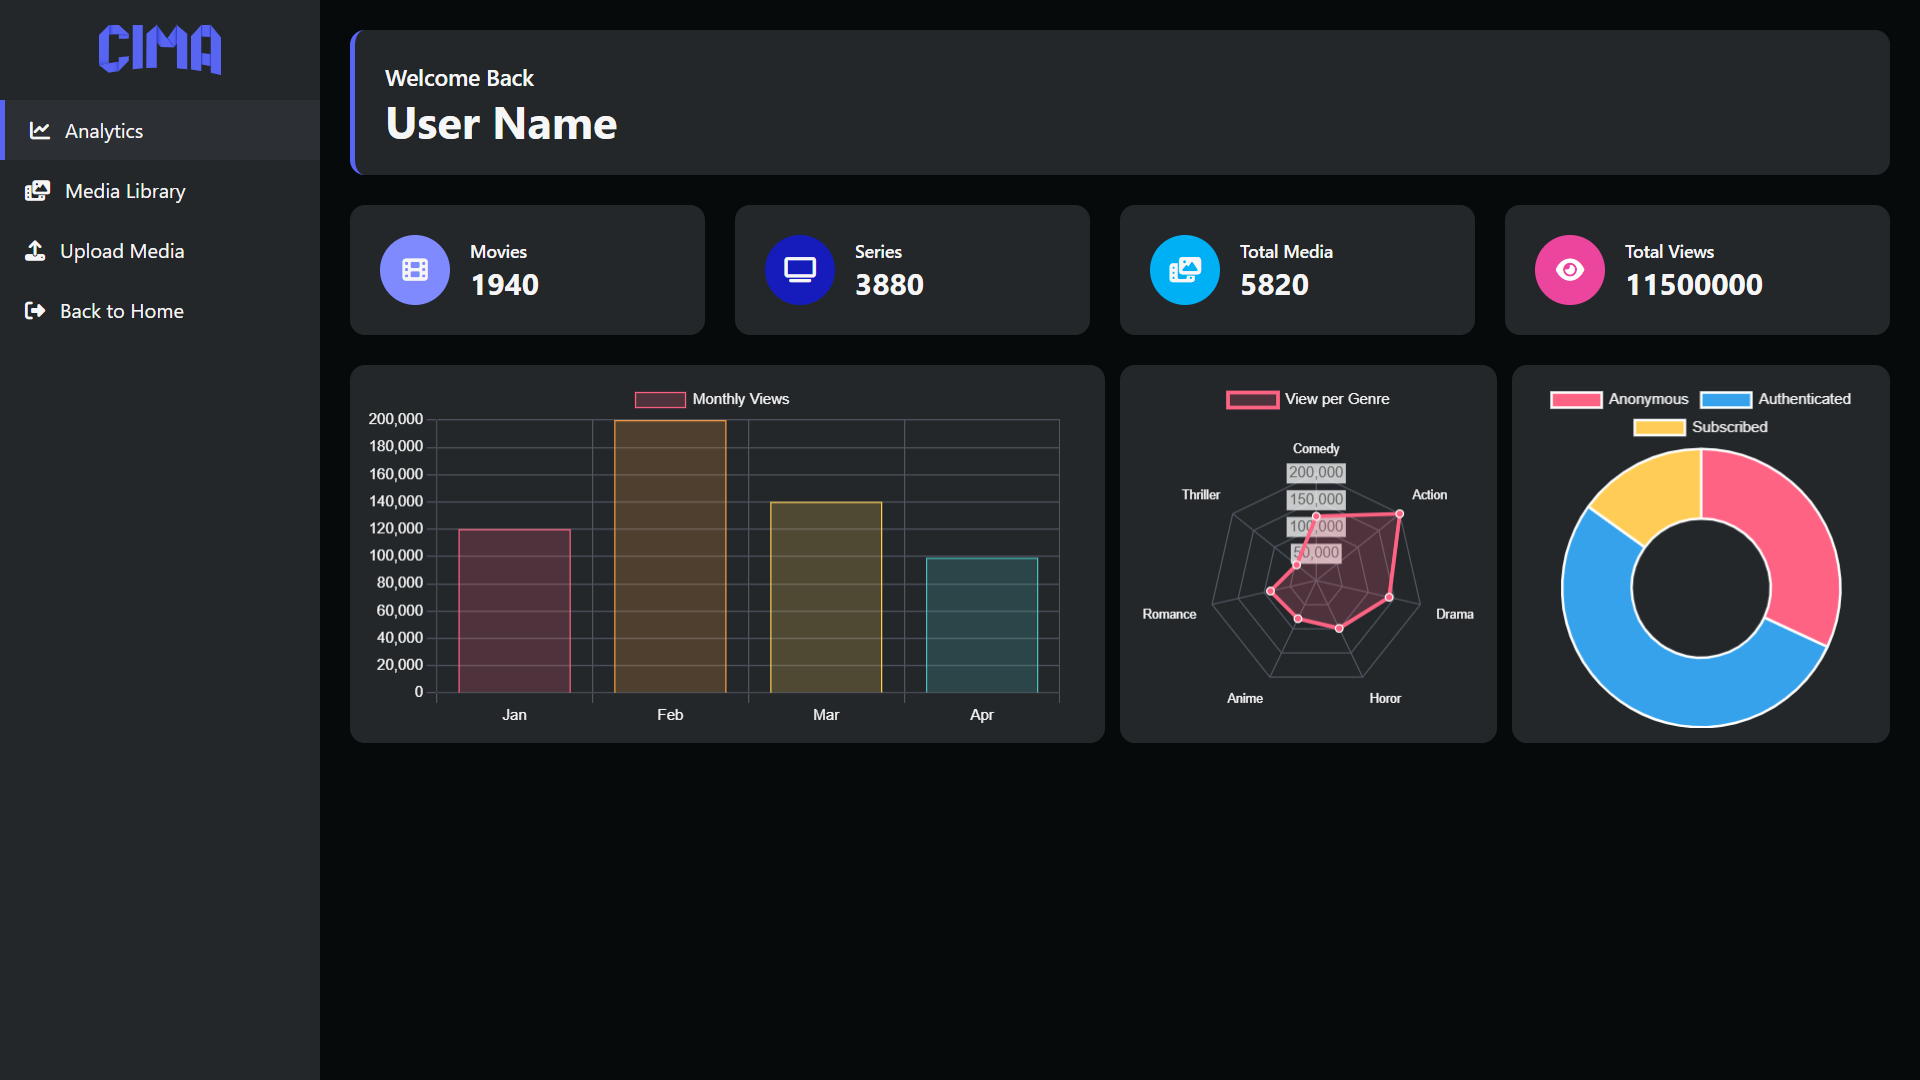 CIMA
Analytics
Media Library
Upload Media
Back to Home
Welcome Back
User Name
Movies
1940
Series
3880
Total Media
5820
Total Views
11500000
Monthly Views
200,000
180,000
160,000
140,000
120,000
100,000
80,000
60,000
40,000
20,000
0
Jan Feb Mar Apr
View per Genre
Comedy
200,000
150,000
100,000
50,000
Thriller
Action
Romance
Drama
Anime
Horor
Anonymous Authenticated
Subscribed